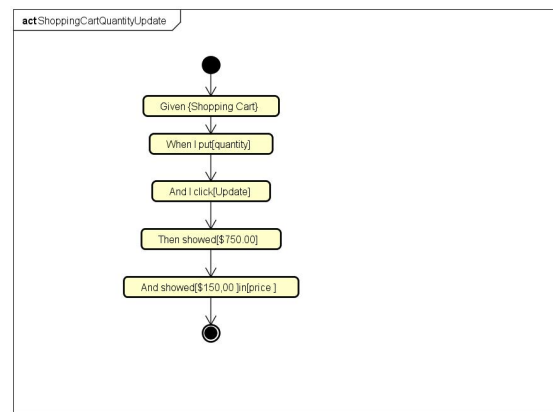 act ShoppingCartQuantityUpdate
Given {Shopping Cart}
When I put[quantity]
And I click[Update]
Then showed[$750.00]
And showed[$150,00 ]in[price ]